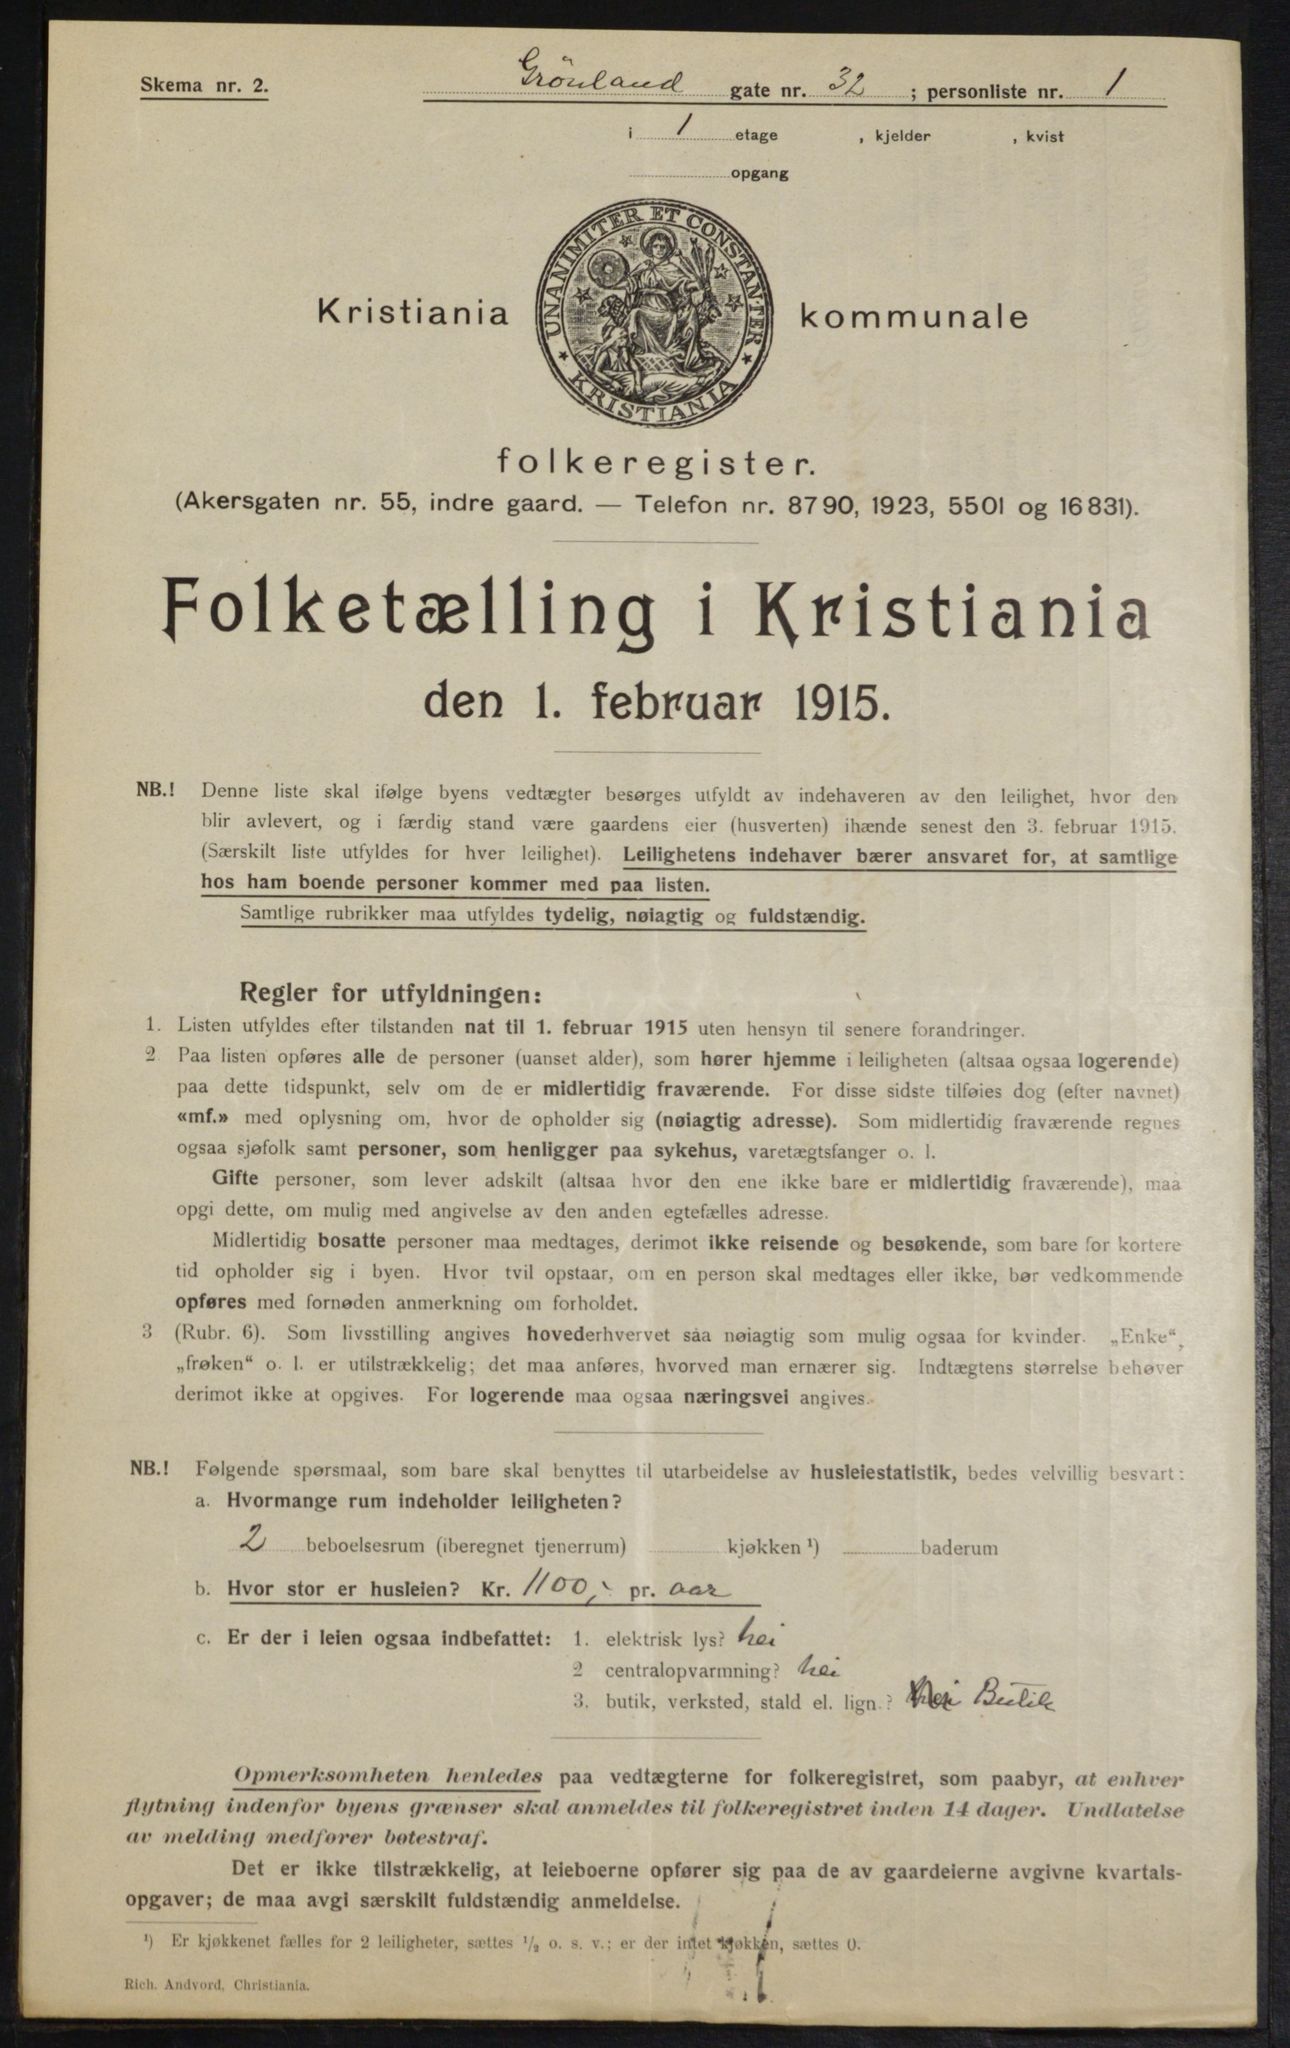 Skema nr. 2. Grönland gate nr. 32 ; personliste nr. 1
i 1 etage , kjelder , kvist
opgang
UNANIMITER ET CONSTANTER
★ KRISTIANIA ★
Kristiania kommunale
folkeregister.
(Akersgaten nr. 55, indre gaard. — Telefon nr. 8790, 1923, 5501 og 16831).
Folketælling i Kristiania
den 1. februar 1915.
NB.! Denne liste skal ifølge byens vedtægter besørges utfyldt av indehaveren av den leilighet, hvor den
blir avlevert, og i færdig stand være gaardens eier (husverten) ihænde senest den 3. februar 1915.
(Særskilt liste utfyldes for hver leilighet). Leilighetens indehaver bærer ansvaret for, at samtlige
hos ham boende personer kommer med paa listen.
Samtlige rubrikker maa utfyldes tydelig, nøiagtig og fuldstændig.
Regler for utfyldningen:
1. Listen utfyldes efter tilstanden nat til 1. februar 1915 uten hensyn til senere forandringer.
2 Paa listen opføres alle de personer (uanset alder), som hører hjemme i leiligheten (altsaa ogsaa logerende)
paa dette tidspunkt, selv om de er midlertidig fraværende. For disse sidste tilføies dog (efter navnet)
«mf.» med oplysning om, hvor de opholder sig (nøiagtig adresse). Som midlertidig fraværende regnes
ogsaa sjøfolk samt personer, som henligger paa sykehus, varetægtsfanger o. l.
Gifte personer, som lever adskilt (altsaa hvor den ene ikke bare er midlertidig fraværende), maa
opgi dette, om mulig med angivelse av den anden egtefælles adresse.
Midlertidig bosatte personer maa medtages, derimot ikke reisende og besøkende, som bare for kortere
tid opholder sig i byen. Hvor tvil opstaar, om en person skal medtages eller ikke, bør vedkommende
opføres med fornøden anmerkning om forholdet.
3 (Rubr. 6). Som livsstilling angives hovederhvervet saa nøiagtig som mulig ogsaa for kvinder. „Enke“,
„frøken“ o. l. er utilstrækkelig; det maa anføres, hvorved man ernærer sig. Indtægtens størrelse behøver
derimot ikke at opgives. For logerende maa ogsaa næringsvei angives.
NB.! Følgende spørsmaal, som bare skal benyttes til utarbeidelse av husleiestatistik, bedes velvillig besvart:
a. Hvormange rum indeholder leiligheten?
2 beboelsesrum (iberegnet tjenerrum) kjøkken ¹) baderum
b. Hvor stor er husleien? Kr. 1100,- pr. aar
c. Er der i leien ogsaa indbefattet: 1. elektrisk lys? Nei
2 centralopvarmning? Nei
3. butik, verksted, stald el. lign.? Nei Butik
Opmerksomheten henledes paa vedtægterne for folkeregistret, som paabyr, at enhver
flytning indenfor byens grænser skal anmeldes til folkeregistret inden 14 dager. Undlatelse
av melding medfører bøtestraf.
Det er ikke tilstrækkelig, at leieboerne opfører sig paa de av gaardeierne avgivne kvartals-
opgaver; de maa avgi særskilt fuldstændig anmeldelse.
¹) Er kjøkkenet fælles for 2 leiligheter, sættes ½ o. s. v.; er der intet kjøkken, sættes 0.
Rich. Andvord, Christiania.